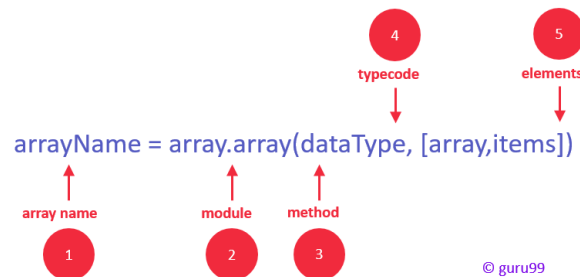 4 5
typecode elements
arrayName = array.array(dataType, [array,items])
array name module method
1 2 3
© guru99